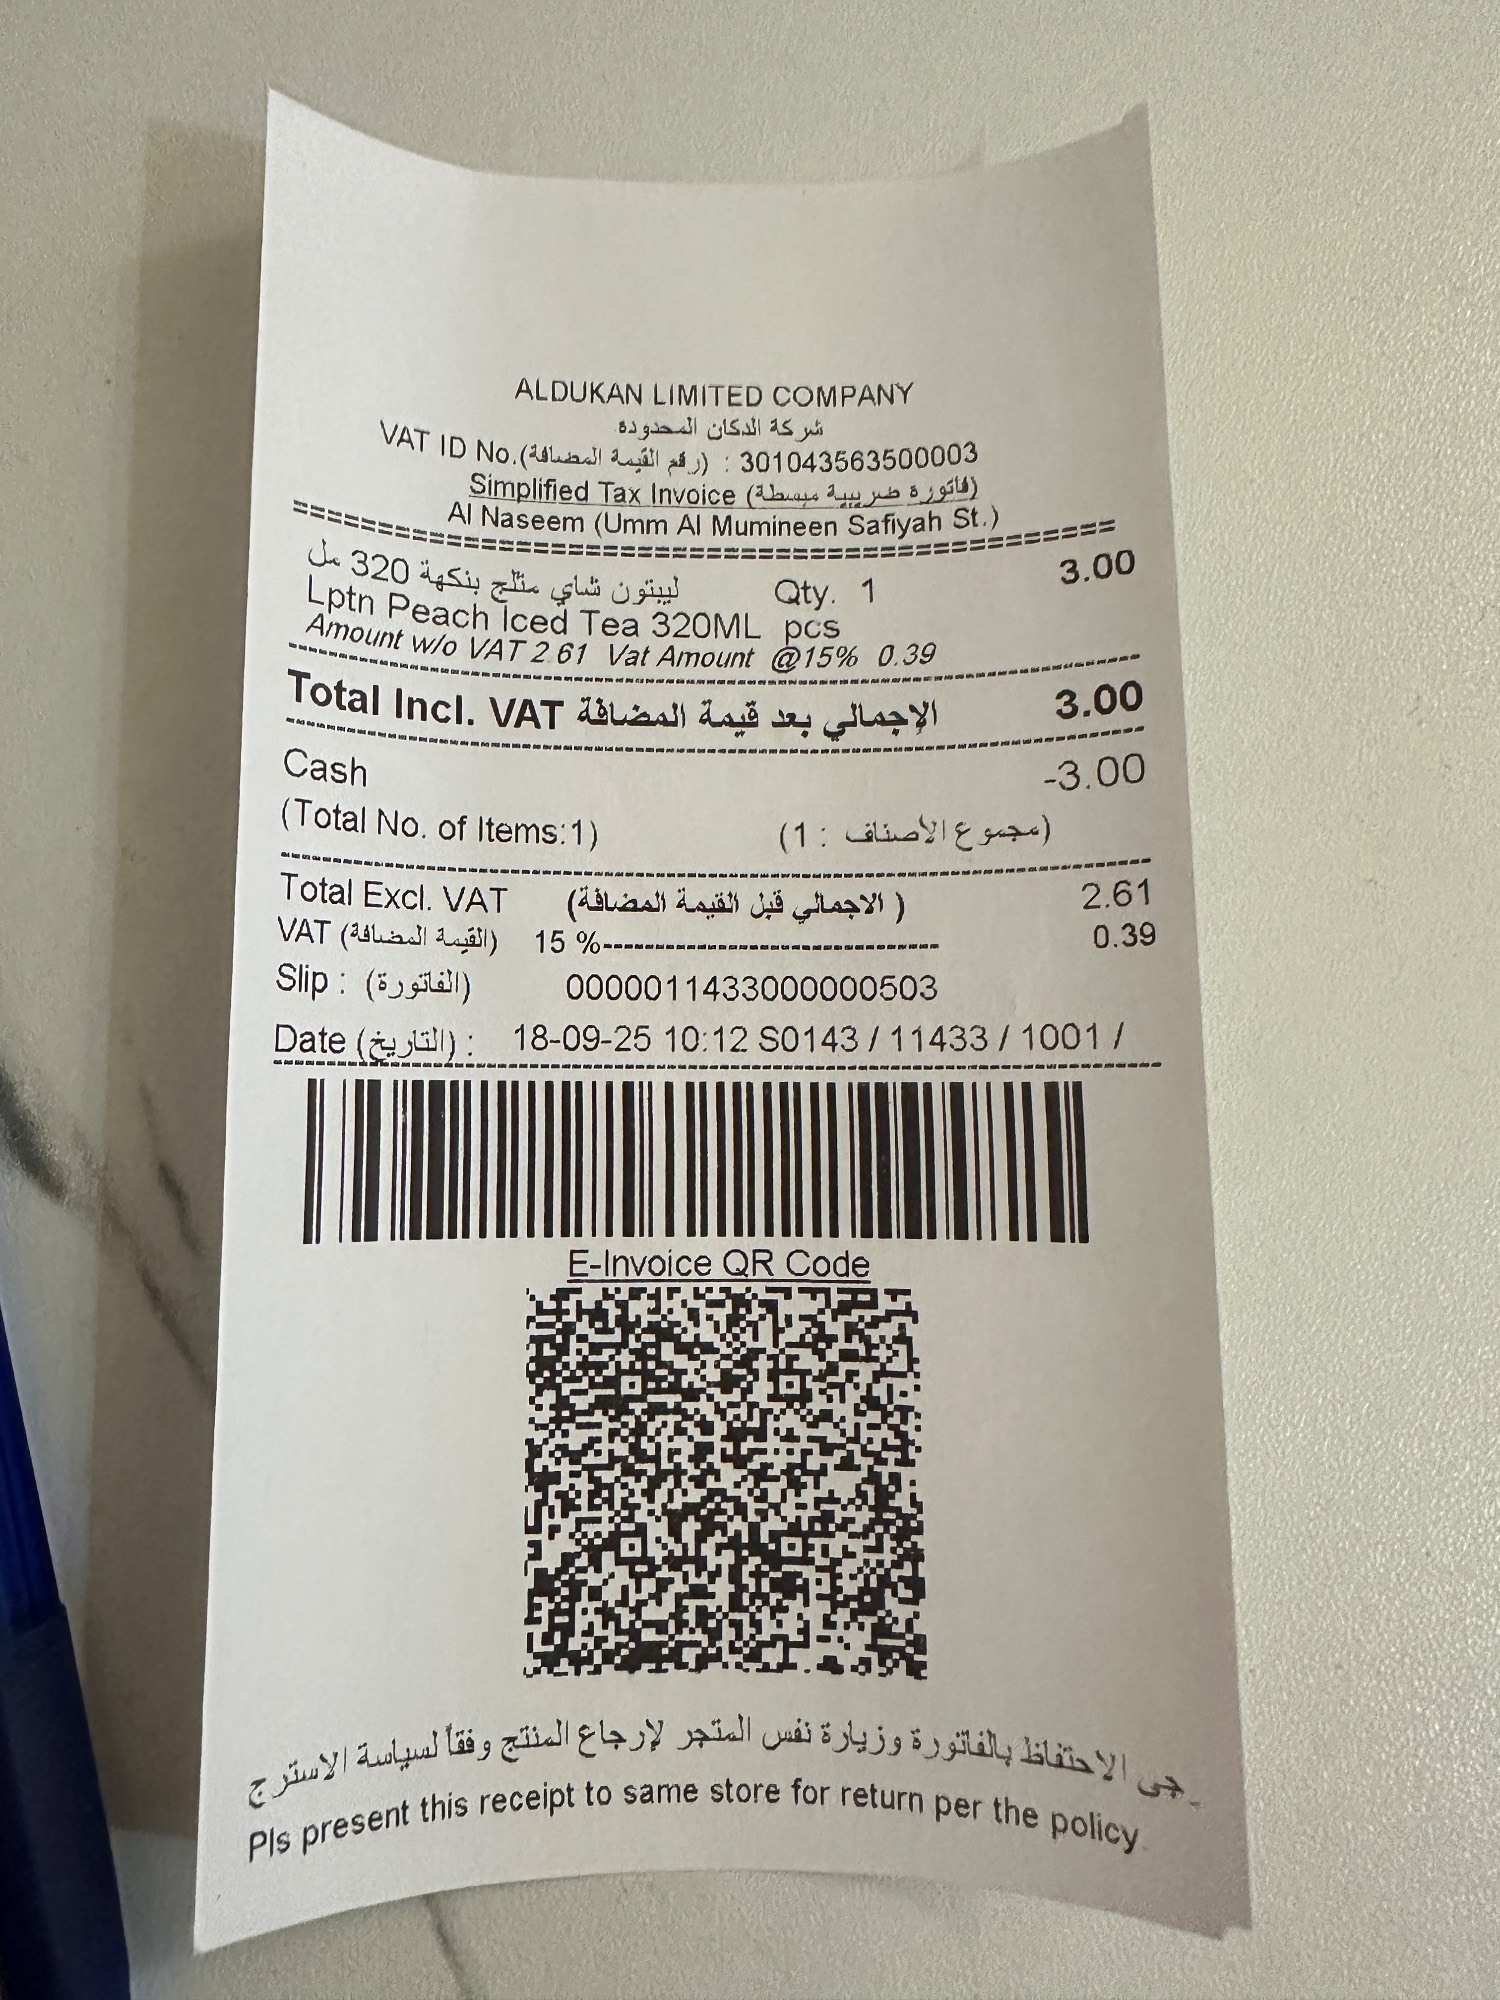 ALDUKAN LIMITED COMPANY
شركة الدكان المحدوده
VAT ID No.(رقم القيمة المضافة) : 301043563500003
Simplified Tax Invoice (فاتورة ضريبية مبسطة)
Al Naseem (Umm Al Mumineen Safiyah St.)
ليبتون شاي مثلج بنكهة 320 مل Qty. 1 3.00
Lptn Peach Iced Tea 320ML pcs
Amount w/o VAT 2.61 Vat Amount @15% 0.39
Total Incl. VAT الإجمالي بعد قيمة المضافة 3.00
Cash -3.00
(Total No. of Items:1) (مجموع الأصناف : 1)
Total Excl. VAT (الاجمالي قبل القيمة المضافة ) 2.61
VAT (القيمة المضافة) 15 %------------------------------- 0.39
Slip : (الفاتورة) 0000011433000000503
Date (التاريخ) : 18-09-25 10:12 S0143 / 11433 / 1001 /
E-Invoice QR Code
جى الاحتفاظ بالفاتورة وزيارة نفس المتجر لإرجاع المنتج وفقاً لسياسة الاسترج
Pls present this receipt to same store for return per the policy